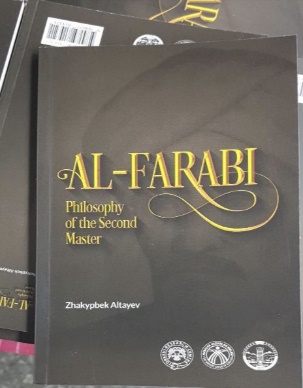 AL-FARABI
Philosophy
of the Second
Master
Zhakypbek Altayev